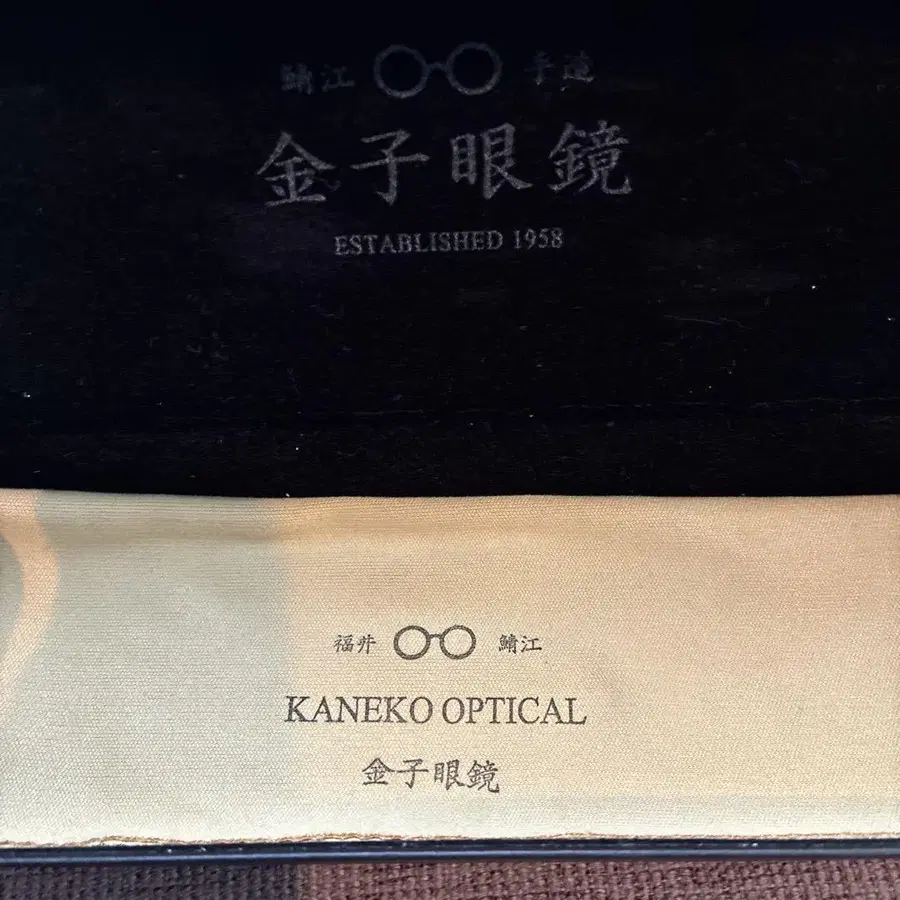 鯖江 手造
金子眼鏡
ESTABLISHED 1958
福井 鯖江
KANEKO OPTICAL
金子眼鏡